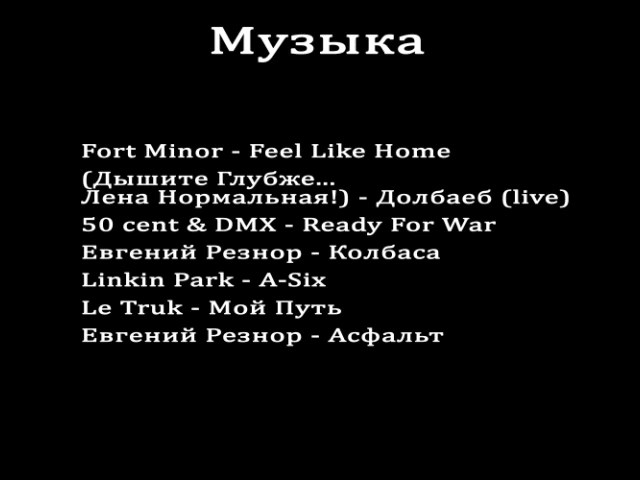 Музыка
Fort Minor - Feel Like Home
(Дышите Глубже...
Лена Нормальная!) - Долбаеб (live)
50 cent & DMX - Ready For War
Евгений Резнор - Колбаса
Linkin Park - A-Six
Le Truk - Мой Путь
Евгений Резнор - Асфальт